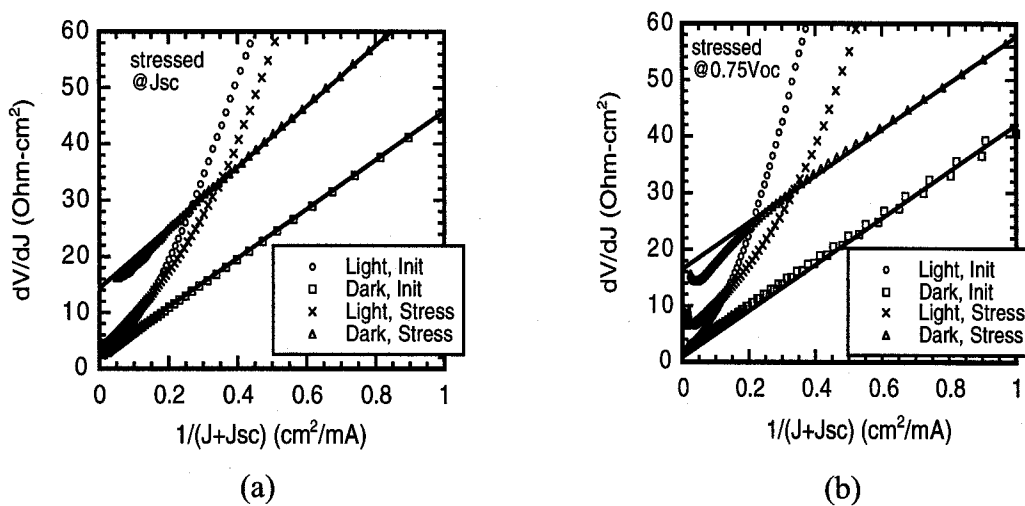 60
50
40
30
20
10
0
dV/dJ (Ohm-cm²)
stressed
@Jsc
Light, Init
Dark, Init
Light, Stress
Dark, Stress
0 0.2 0.4 0.6 0.8 1
1/(J+Jsc) (cm²/mA)
(a)
60
50
40
30
20
10
0
dV/dJ (Ohm-cm²)
stressed
@0.75Voc
Light, Init
Dark, Init
Light, Stress
Dark, Stress
0 0.2 0.4 0.6 0.8 1
1/(J+Jsc) (cm²/mA)
(b)